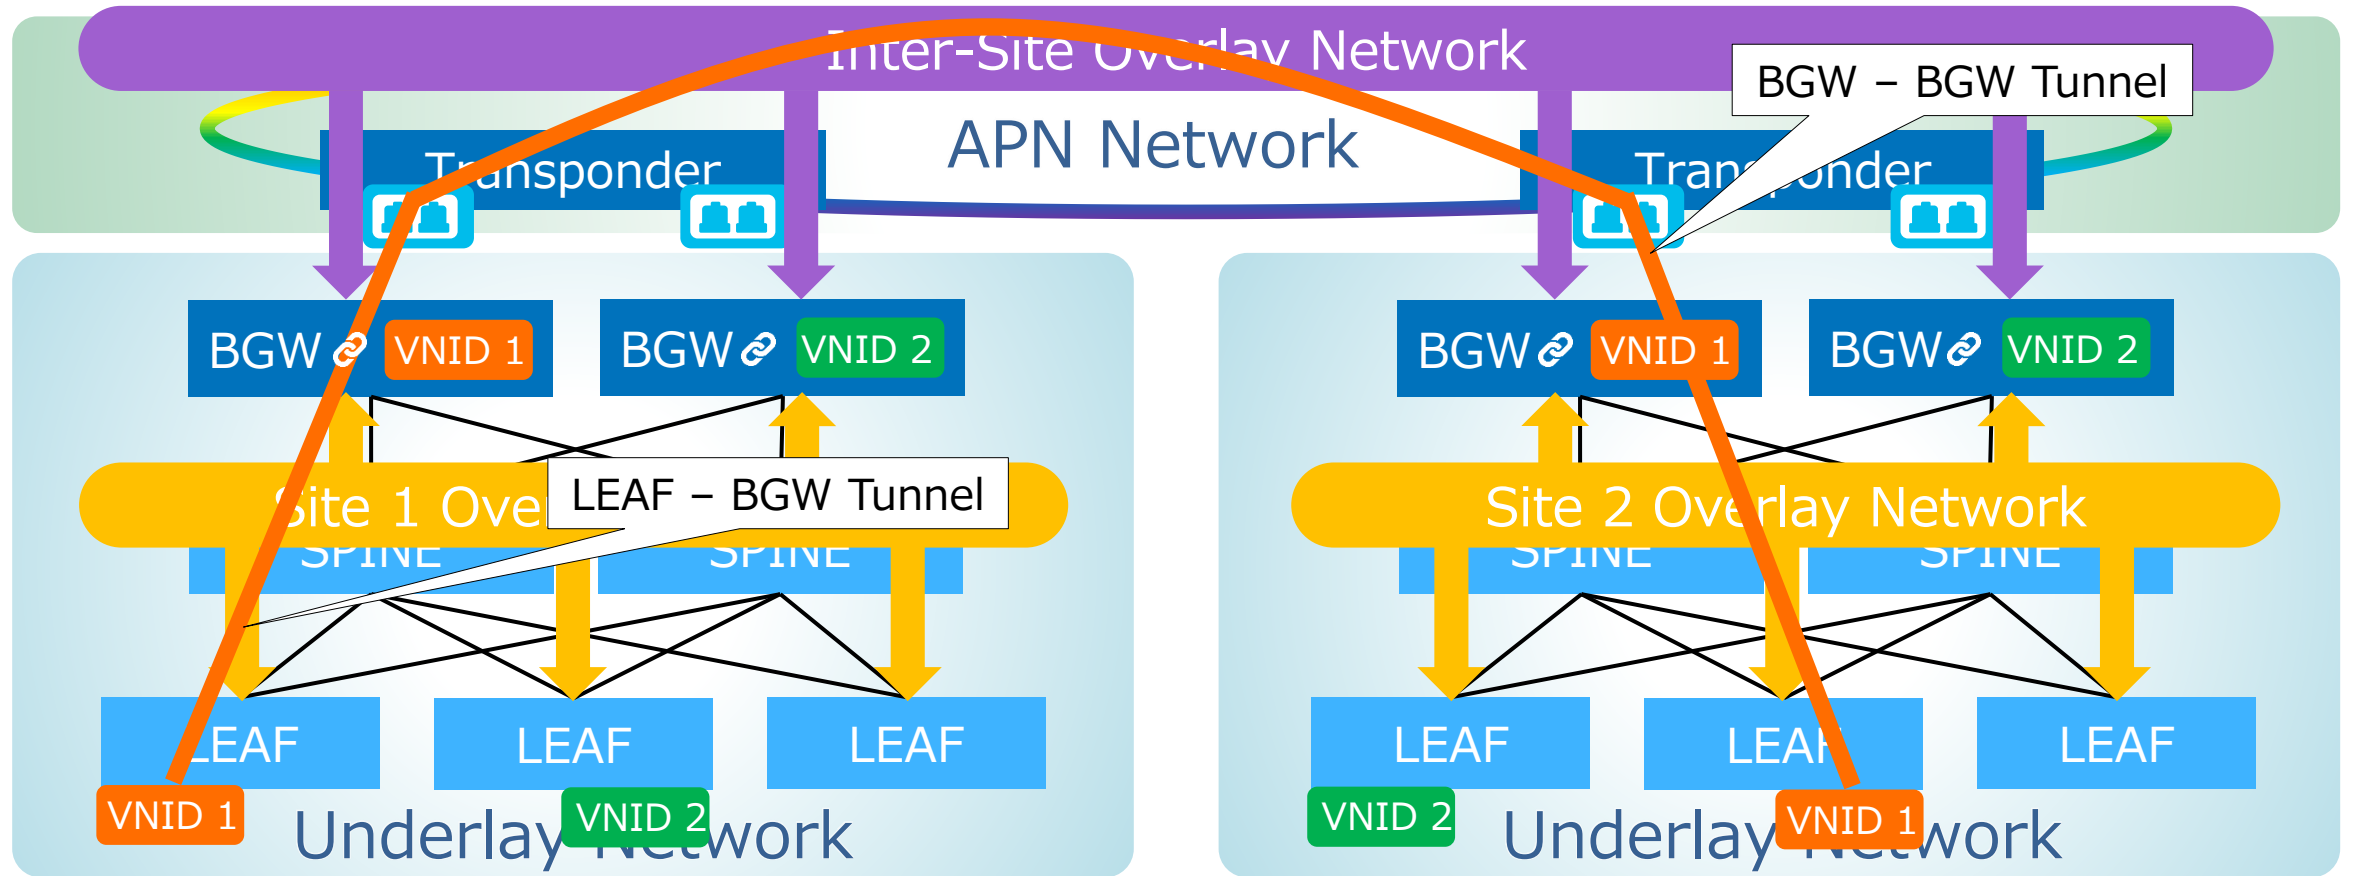 Inter-Site Overlay Network
BGW – BGW Tunnel
APN Network
Transponder
Transponder
BGW VNID 1
BGW VNID 2
BGW VNID 1
BGW VNID 2
Site 1 Ove
LEAF – BGW Tunnel
Site 2 Overlay Network
SPINE
SPINE
SPINE
SPINE
LEAF
LEAF
LEAF
LEAF
LEAF
LEAF
VNID 1
VNID 2
VNID 2
VNID 1
Underlay Network
Underlay Network